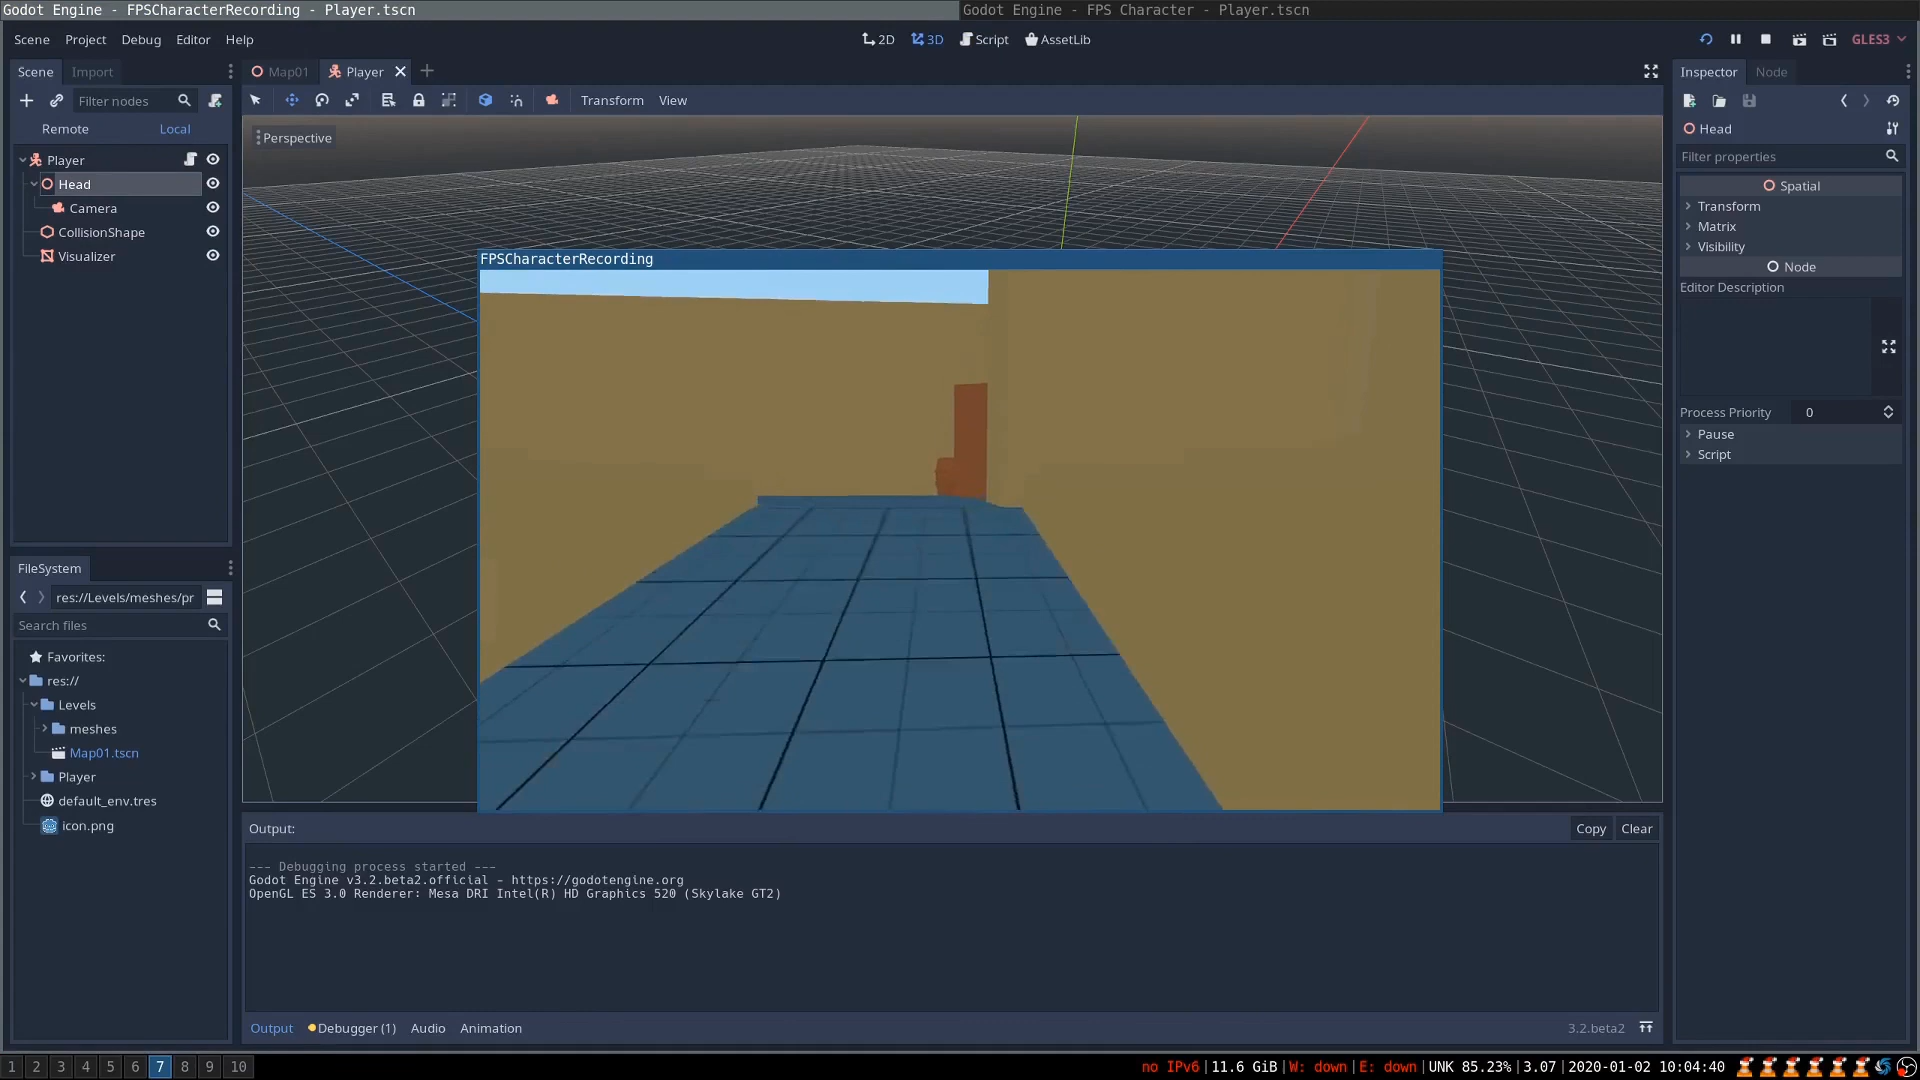 Godot Engine - FPSCharacterRecording - Player.tscn
Godot Engine - FPS Character - Player.tscn
Scene Project Debug Editor Help
2D 3D Script AssetLib
GLES3
Scene Import
Map01 Player
Inspector Node
Filter nodes
Transform View
Remote Local
Head
Perspective
Filter properties
Player
Head
Camera
CollisionShape
Visualizer
Spatial
Transform
Matrix
Visibility
Node
Editor Description
Process Priority 0
Pause
Script
FPSCharacterRecording
FileSystem
res://Levels/meshes/pr
Search files
Favorites:
res://
Levels
meshes
Map01.tscn
Player
default_env.tres
icon.png
Output:
Copy Clear
--- Debugging process started ---
Godot Engine v3.2.beta2.official - https://godotengine.org
OpenGL ES 3.0 Renderer: Mesa DRI Intel(R) HD Graphics 520 (Skylake GT2)
Output Debugger (1) Audio Animation
3.2.beta2
1 2 3 4 5 6 7 8 9 10
no IPv6|11.6 GiB|W: down|E: down|UNK 85.23%|3.07|2020-01-02 10:04:40